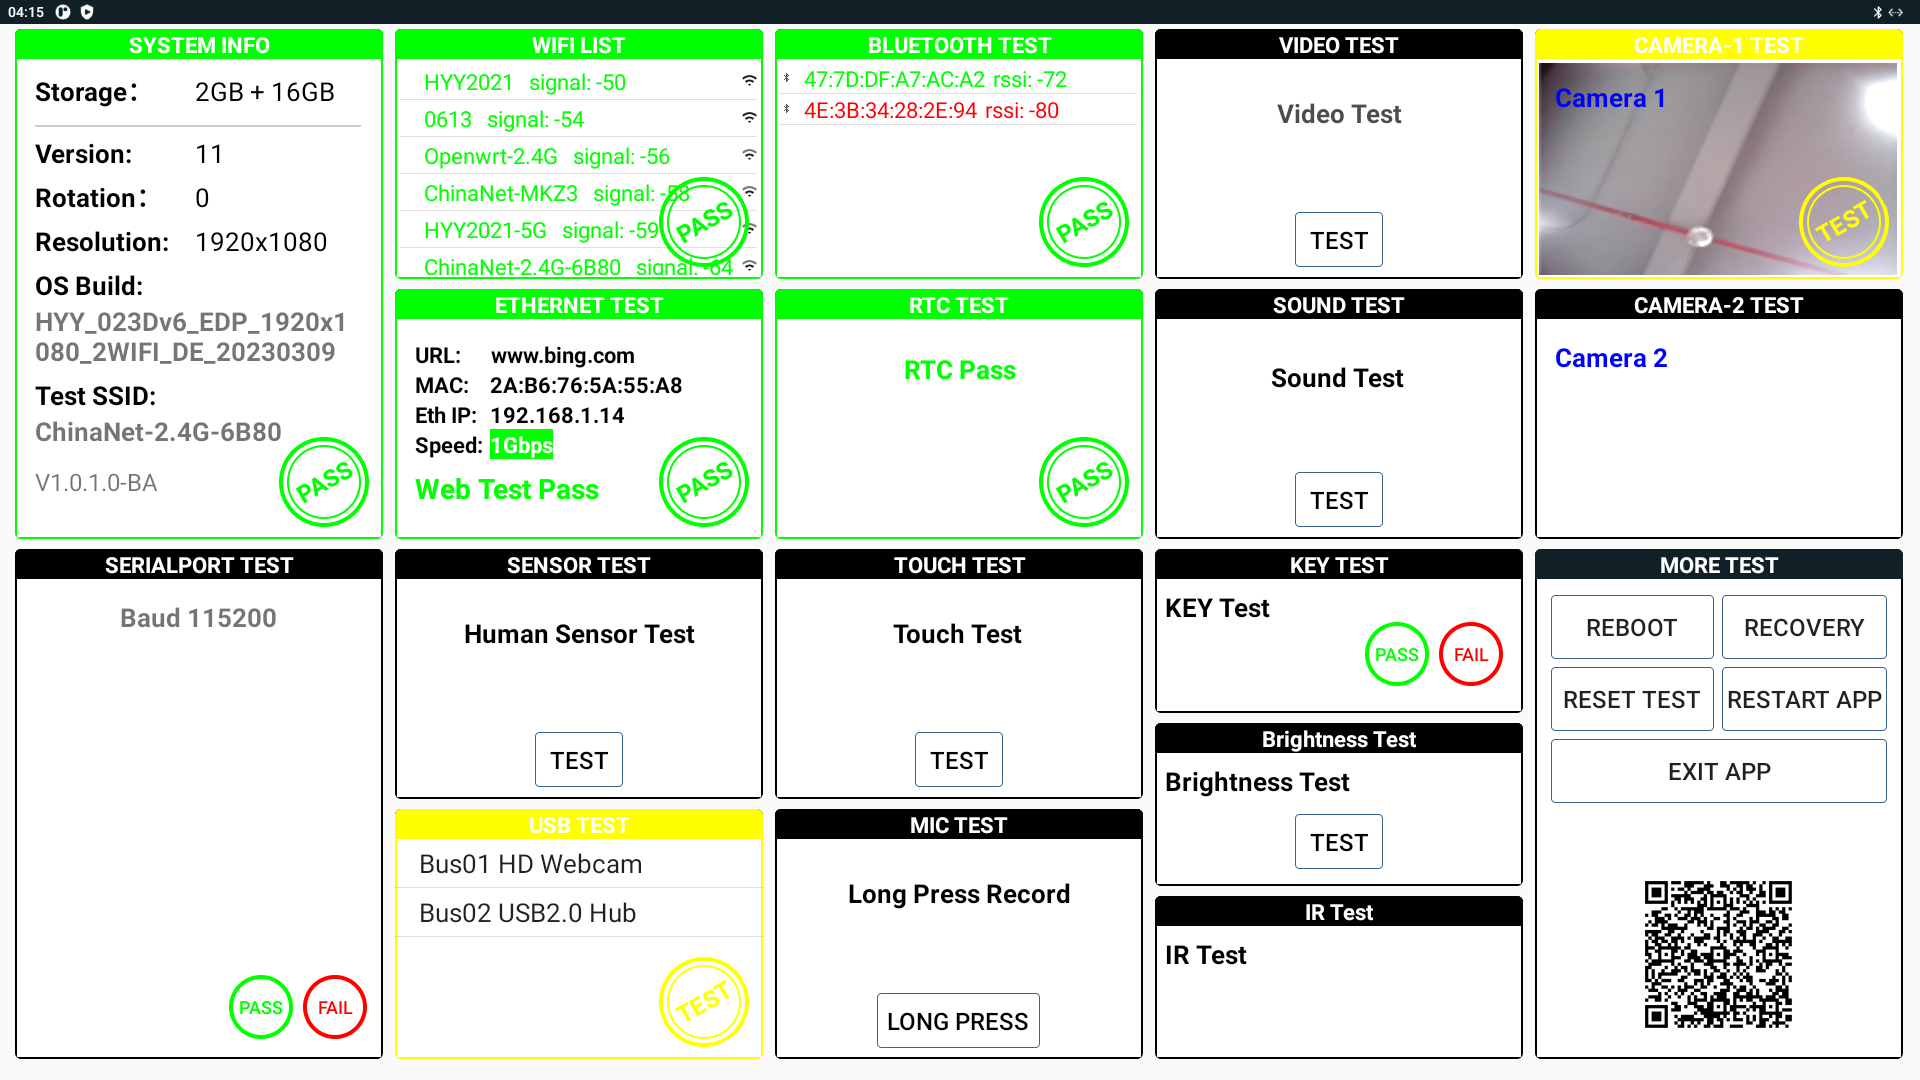 04:15
SYSTEM INFO
Storage： 2GB + 16GB
Version: 11
Rotation： 0
Resolution: 1920x1080
OS Build:
HYY_023Dv6_EDP_1920x1
080_2WIFI_DE_20230309
Test SSID:
ChinaNet-2.4G-6B80
V1.0.1.0-BA
PASS
WIFI LIST
HYY2021 signal: -50
0613 signal: -54
Openwrt-2.4G signal: -56
ChinaNet-MKZ3 signal: -58
HYY2021-5G signal: -59
ChinaNet-2.4G-6B80 signal: -64
PASS
BLUETOOTH TEST
47:7D:DF:A7:AC:A2 rssi: -72
4E:3B:34:28:2E:94 rssi: -80
PASS
VIDEO TEST
Video Test
TEST
CAMERA-1 TEST
Camera 1
TEST
ETHERNET TEST
URL: www.bing.com
MAC: 2A:B6:76:5A:55:A8
Eth IP: 192.168.1.14
Speed: 1Gbps
Web Test Pass
PASS
RTC TEST
RTC Pass
PASS
SOUND TEST
Sound Test
TEST
CAMERA-2 TEST
Camera 2
SERIALPORT TEST
Baud 115200
PASS FAIL
SENSOR TEST
Human Sensor Test
TEST
TOUCH TEST
Touch Test
TEST
KEY TEST
KEY Test
PASS FAIL
Brightness Test
Brightness Test
TEST
IR Test
IR Test
MORE TEST
REBOOT RECOVERY
RESET TEST RESTART APP
EXIT APP
USB TEST
Bus01 HD Webcam
Bus02 USB2.0 Hub
TEST
MIC TEST
Long Press Record
LONG PRESS